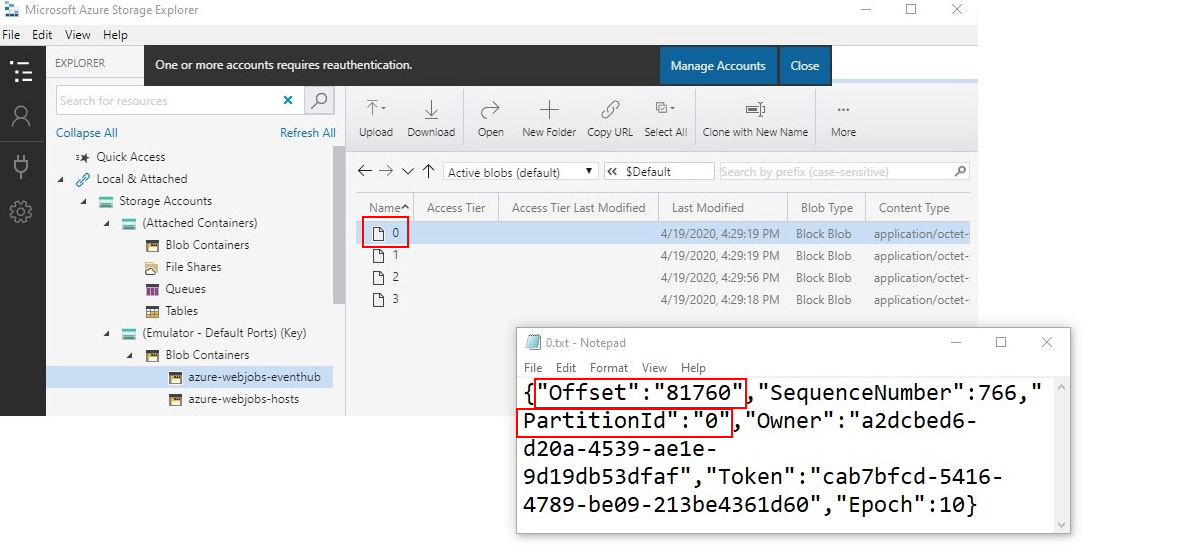 Microsoft Azure Storage Explorer
File Edit View Help
EXPLORER
One or more accounts requires reauthentication.
Manage Accounts
Close
Search for resources
Collapse All
Refresh All
Quick Access
Local & Attached
Storage Accounts
(Attached Containers)
Blob Containers
File Shares
Queues
Tables
(Emulator - Default Ports) (Key)
Blob Containers
azure-webjobs-eventhub
azure-webjobs-hosts
Upload Download Open New Folder Copy URL Select All Clone with New Name More
Active blobs (default) $Default Search by prefix (case-sensitive)
Name Access Tier Access Tier Last Modified Last Modified Blob Type Content Type
0 4/19/2020, 4:29:19 PM Block Blob application/octet-
1 4/19/2020, 4:29:19 PM Block Blob application/octet-
2 4/19/2020, 4:29:56 PM Block Blob application/octet-
3 4/19/2020, 4:29:18 PM Block Blob application/octet-
0.txt - Notepad
File Edit Format View Help
{"Offset":"81760","SequenceNumber":766,"
PartitionId":"0","Owner":"a2dcbed6-
d20a-4539-ae1e-
9d19db53dfaf","Token":"cab7bfcd-5416-
4789-be09-213be4361d60","Epoch":10}